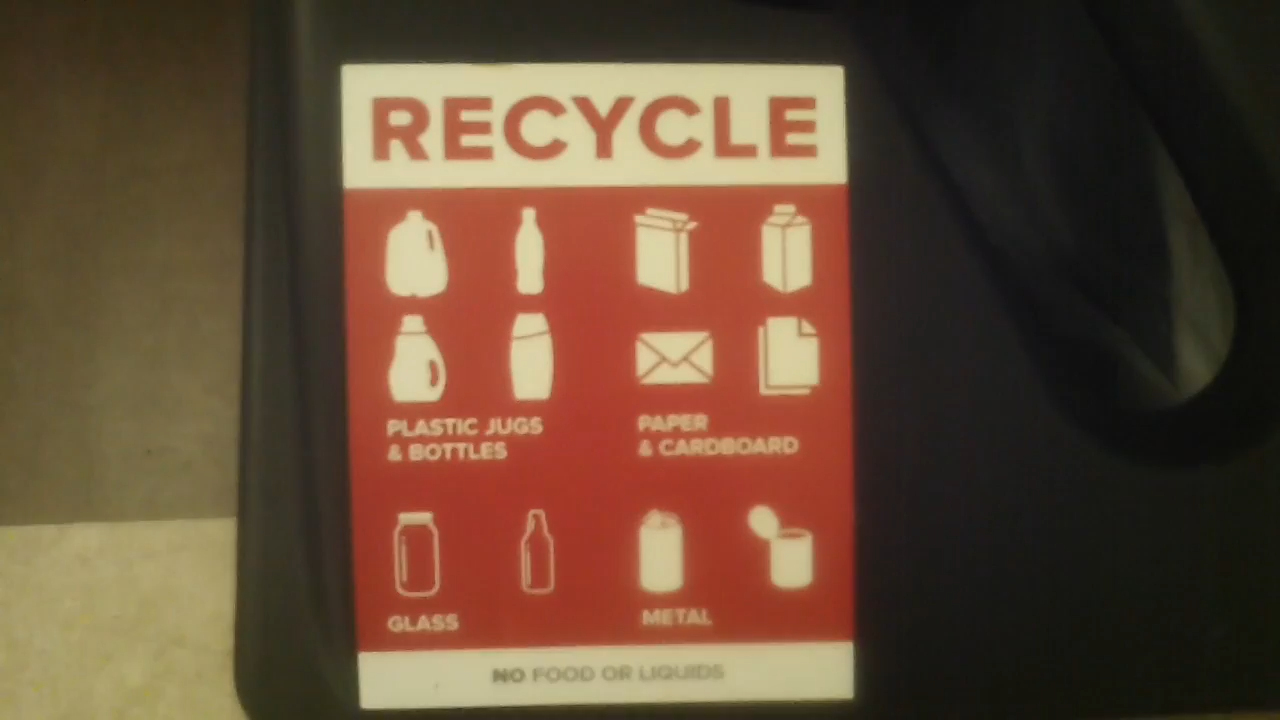 RECYCLE
PLASTIC JUGS
& BOTTLES
PAPER
& CARDBOARD
GLASS
METAL
NO FOOD OR LIQUIDS